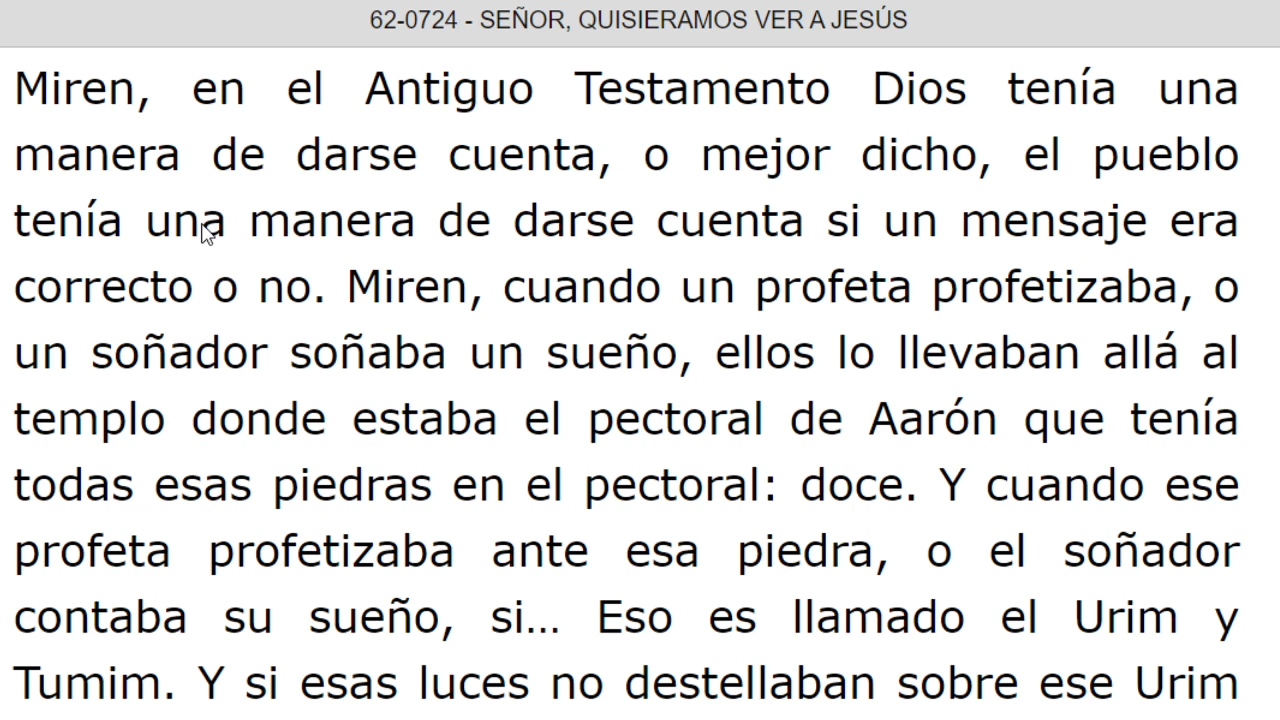 62-0724 - SEÑOR, QUISIERAMOS VER A JESÚS
Miren, en el Antiguo Testamento Dios tenía una
manera de darse cuenta, o mejor dicho, el pueblo
tenía una manera de darse cuenta si un mensaje era
correcto o no. Miren, cuando un profeta profetizaba, o
un soñador soñaba un sueño, ellos lo llevaban allá al
templo donde estaba el pectoral de Aarón que tenía
todas esas piedras en el pectoral: doce. Y cuando ese
profeta profetizaba ante esa piedra, o el soñador
contaba su sueño, si... Eso es llamado el Urim y
Tumim. Y si esas luces no destellaban sobre ese Urim